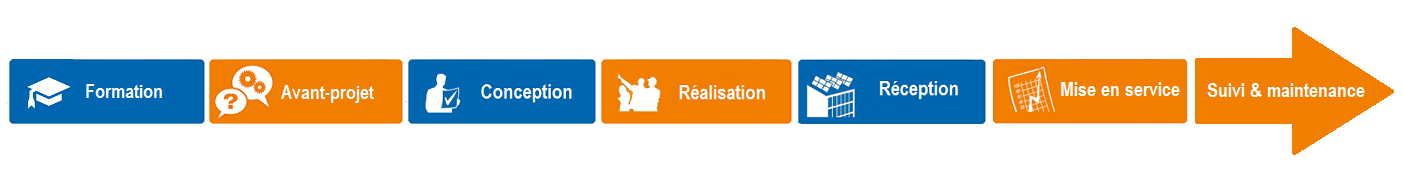 Formation
? Avant-projet
Conception
Réalisation
Réception
Mise en service
Suivi & maintenance